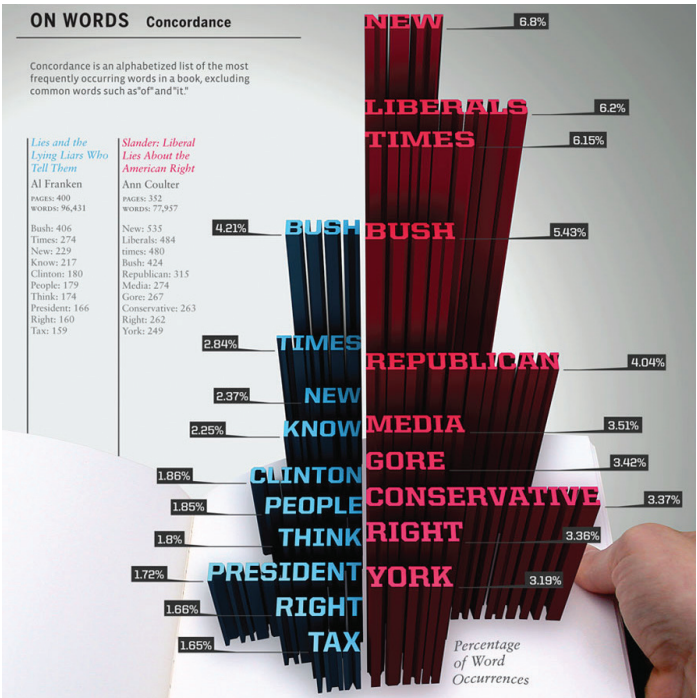 ON WORDS Concordance
Concordance is an alphabetized list of the most
frequently occurring words in a book, excluding
common words such as"of"and"it."
Lies and the
Lying Liars Who
Tell Them
Al Franken
PAGES: 400
WORDS: 96,431
Bush: 406
Times: 274
New: 229
Know: 217
Clinton: 180
People: 179
Think: 174
President: 166
Right: 160
Tax: 159
Slander: Liberal
Lies About the
American Right
Ann Coulter
PAGES: 352
WORDS: 77,957
New: 535
Liberals: 484
times: 480
Bush: 424
Republican: 315
Media: 274
Gore: 267
Conservative: 263
Right: 262
York: 249
4.21% BUSH
2.84% TIMES
2.37% NEW
2.25% KNOW
1.86% CLINTON
1.85% PEOPLE
1.8% THINK
1.72% PRESIDENT
1.66% RIGHT
1.65% TAX
NEW 6.8%
LIBERALS 6.2%
TIMES 6.15%
BUSH 5.43%
REPUBLICAN 4.04%
MEDIA 3.51%
GORE 3.42%
CONSERVATIVE 3.37%
RIGHT 3.36%
YORK 3.19%
Percentage
of Word
Occurrences